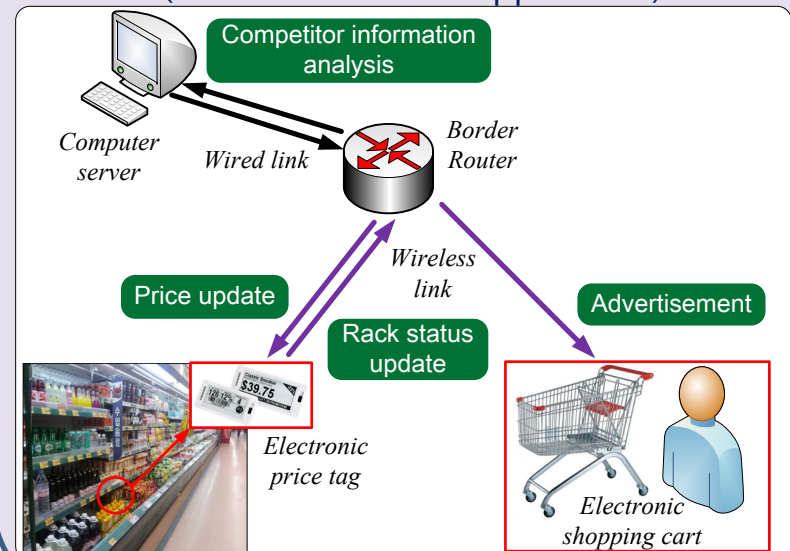 Competitor information
analysis
Computer
server
Wired link
Border
Router
Wireless
link
Price update
Rack status
update
Advertisement
$39.75
Electronic
price tag
Electronic
shopping cart